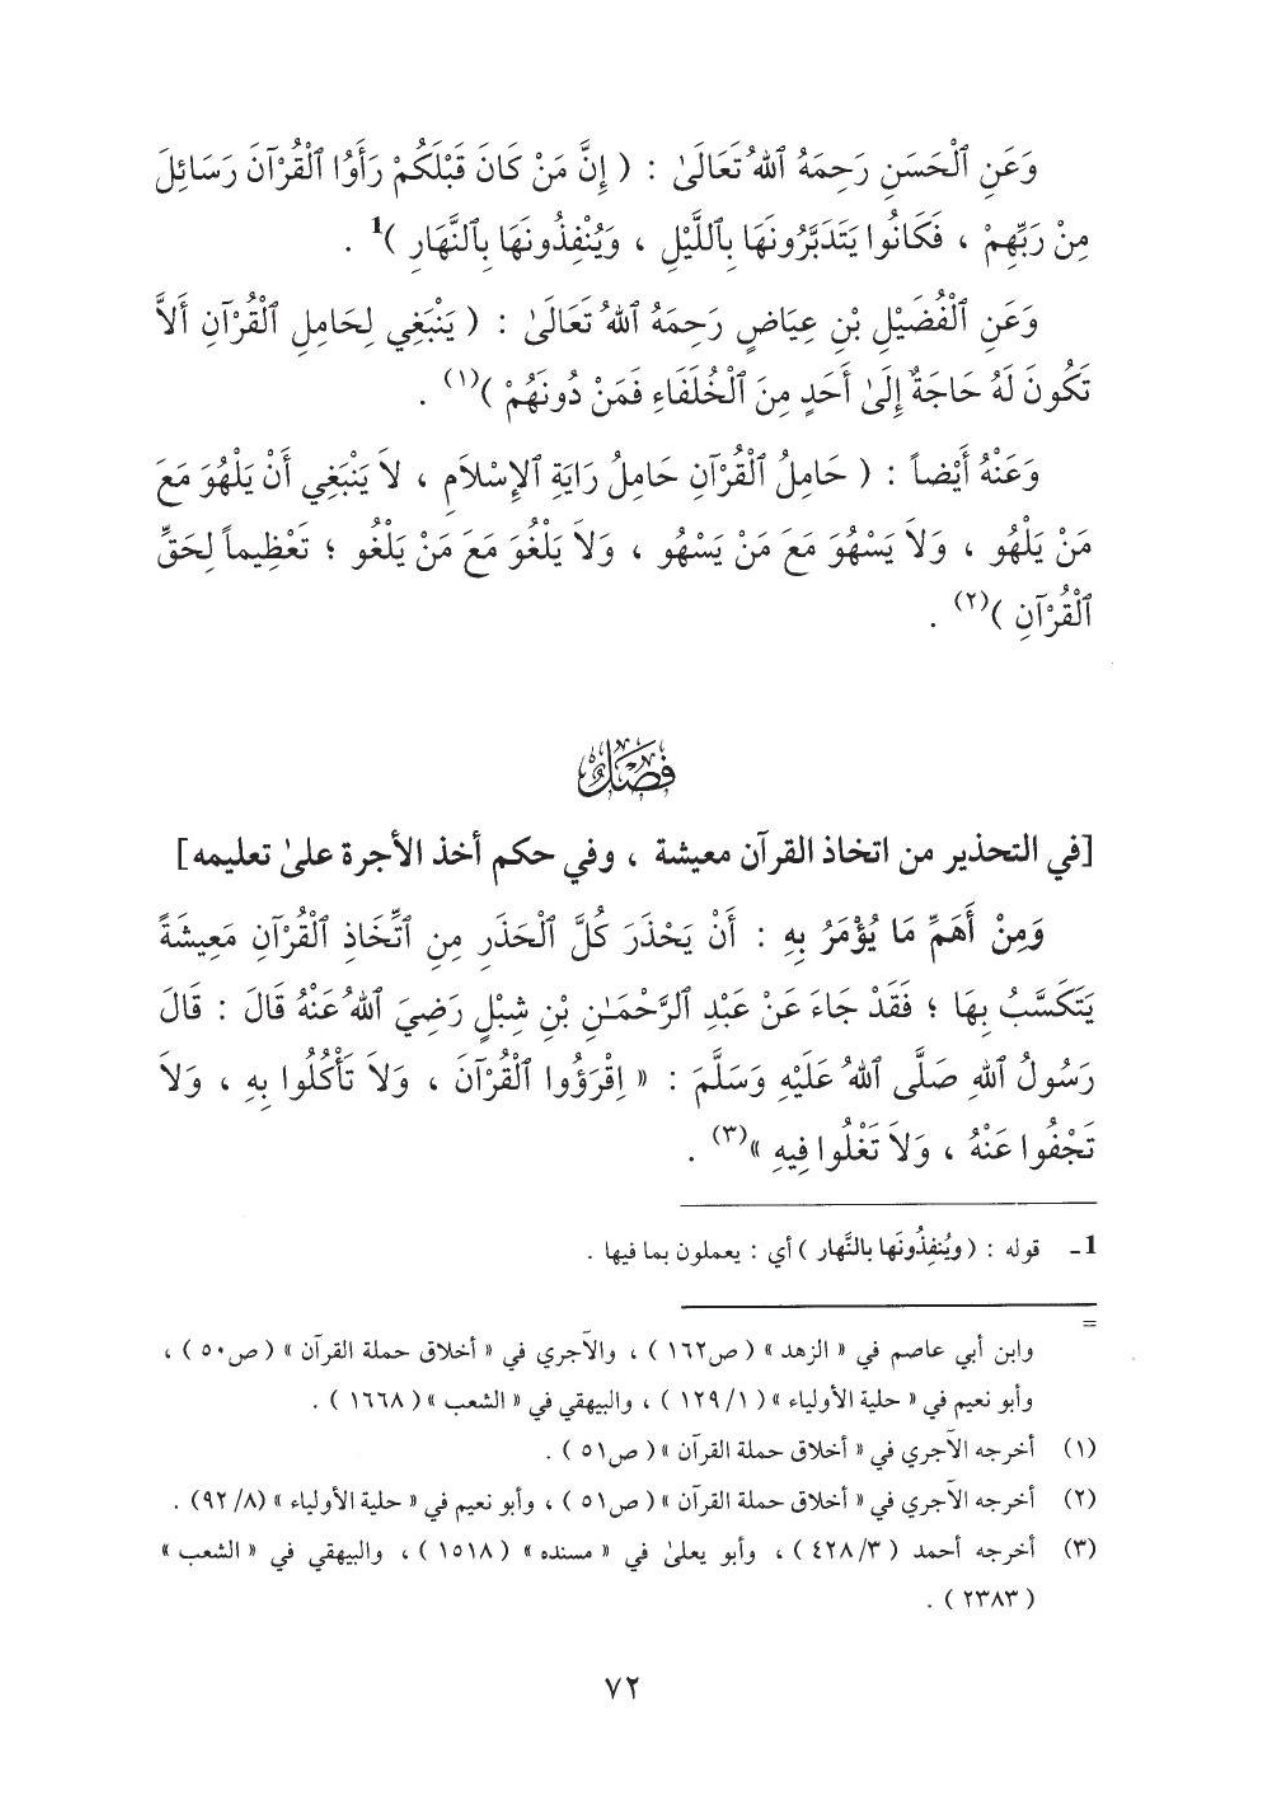 وَعَنِ ٱلْحَسَنِ رَحِمَهُ ٱللهُ تَعَالَىٰ : ( إِنَّ مَنْ كَانَ قَبْلَكُمْ رَأَوُا ٱلْقُرْآنَ رَسَائِلَ
مِنْ رَبِّهِمْ ، فَكَانُوا يَتَدَبَّرُونَهَا بِٱللَّيْلِ ، وَيُنْفِذُونَهَا بِٱلنَّهَارِ )1 .
وَعَنِ ٱلْفُضَيْلِ بْنِ عِيَاضٍ رَحِمَهُ ٱللهُ تَعَالَىٰ : ( يَنْبَغِي لِحَامِلِ ٱلْقُرْآنِ أَلاَّ
تَكُونَ لَهُ حَاجَةٌ إِلَىٰ أَحَدٍ مِنَ ٱلْخُلَفَاءِ فَمَنْ دُونَهُمْ )(١) .
وَعَنْهُ أَيْضاً : ( حَامِلُ ٱلْقُرْآنِ حَامِلُ رَايَةِ ٱلإِسْلاَمِ ، لاَ يَنْبَغِي أَنْ يَلْهُوَ مَعَ
مَنْ يَلْهُو ، وَلاَ يَسْهُوَ مَعَ مَنْ يَسْهُو ، وَلاَ يَلْغُوَ مَعَ مَنْ يَلْغُو ؛ تَعْظِيماً لِحَقِّ
ٱلْقُرْآنِ )(٢) .
فَصْلٌ
[في التحذير من اتخاذ القرآن معيشة ، وفي حكم أخذ الأجرة علىٰ تعليمه]
وَمِنْ أَهَمِّ مَا يُؤْمَرُ بِهِ : أَنْ يَحْذَرَ كُلَّ ٱلْحَذَرِ مِنِ ٱتِّخَاذِ ٱلْقُرْآنِ مَعِيشَةً
يَتَكَسَّبُ بِهَا ؛ فَقَدْ جَاءَ عَنْ عَبْدِ ٱلرَّحْمَـٰنِ بْنِ شِبْلٍ رَضِيَ ٱللهُ عَنْهُ قَالَ : قَالَ
رَسُولُ ٱللهِ صَلَّى ٱللهُ عَلَيْهِ وَسَلَّمَ : « اِقْرَؤُوا ٱلْقُرْآنَ ، وَلاَ تَأْكُلُوا بِهِ ، وَلاَ
تَجْفُوا عَنْهُ ، وَلاَ تَغْلُوا فِيهِ »(٣) .
1- قوله : ( ويُنفِذُونَها بالنَّهار ) أي : يعملون بما فيها .
=
وابن أبي عاصم في « الزهد » ( ص١٦٢ ) ، والآجري في « أخلاق حملة القرآن » ( ص٥٠ ) ،
وأبو نعيم في « حلية الأولياء » ( ١/ ١٢٩ ) ، والبيهقي في « الشعب » ( ١٦٦٨ ) .
(١) أخرجه الآجري في « أخلاق حملة القرآن » ( ص٥١ ) .
(٢) أخرجه الآجري في « أخلاق حملة القرآن » ( ص٥١ ) ، وأبو نعيم في « حلية الأولياء » (٨/ ٩٢) .
(٣) أخرجه أحمد ( ٣/ ٤٢٨ ) ، وأبو يعلىٰ في « مسنده » ( ١٥١٨ ) ، والبيهقي في « الشعب »
( ٢٣٨٣ ) .
٧٢